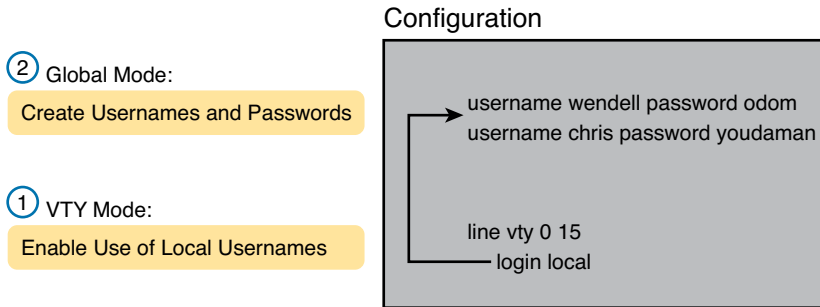 Configuration
2 Global Mode:
Create Usernames and Passwords
username wendell password odom
username chris password youdaman
1 VTY Mode:
Enable Use of Local Usernames
line vty 0 15
login local